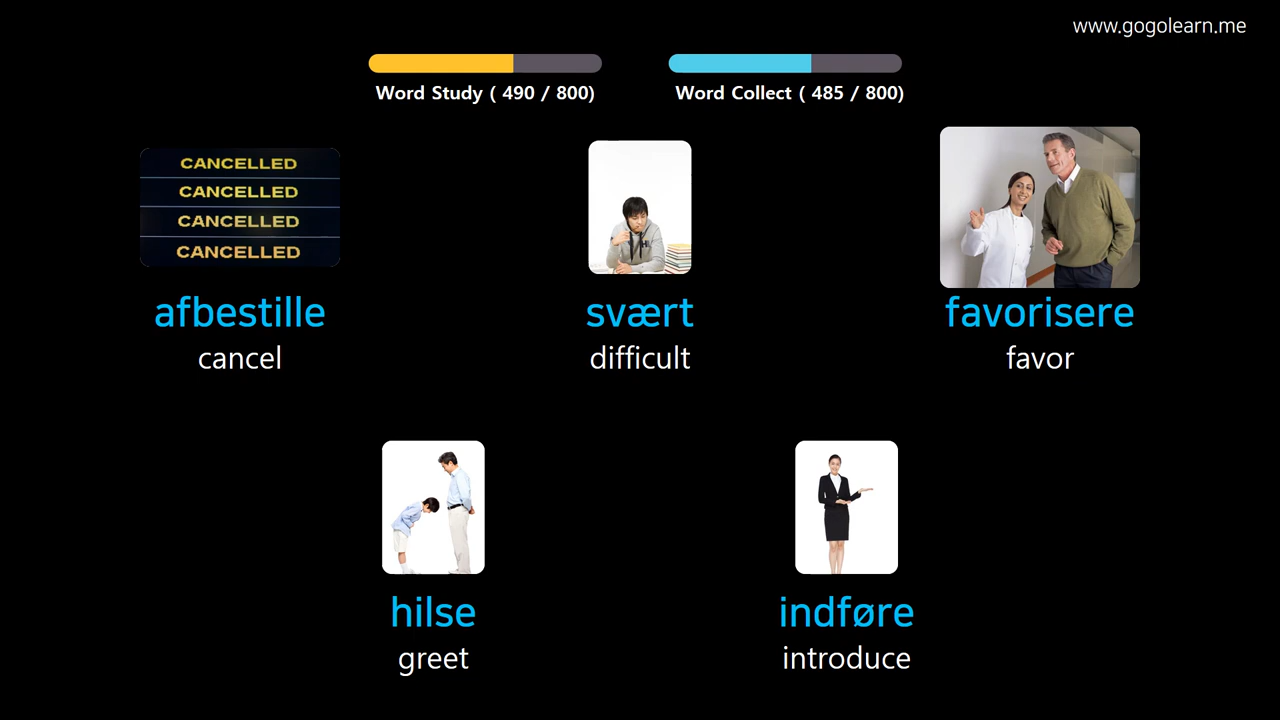 www.gogolearn.me
Word Study ( 490 / 800)
Word Collect ( 485 / 800)
CANCELLED
CANCELLED
CANCELLED
CANCELLED
afbestille
cancel
svært
difficult
favorisere
favor
hilse
greet
indføre
introduce